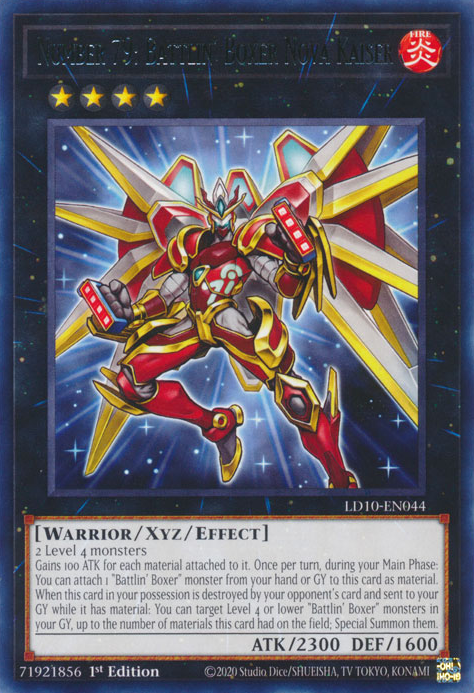 NUMBER 79: BATTLIN' BOXER NOVA KAISER
FIRE
炎
LD10-EN044
[WARRIOR/XYZ/EFFECT]
2 Level 4 monsters
Gains 100 ATK for each material attached to it. Once per turn, during your Main Phase:
You can attach 1 "Battlin' Boxer" monster from your hand or GY to this card as material.
When this card in your possession is destroyed by your opponent's card and sent to your
GY while it has material: You can target Level 4 or lower "Battlin' Boxer" monsters in
your GY, up to the number of materials this card had on the field; Special Summon them.
ATK/2300 DEF/1600
71921856 1st Edition ©2020 Studio Dice/SHUEISHA, TV TOKYO, KONAMI